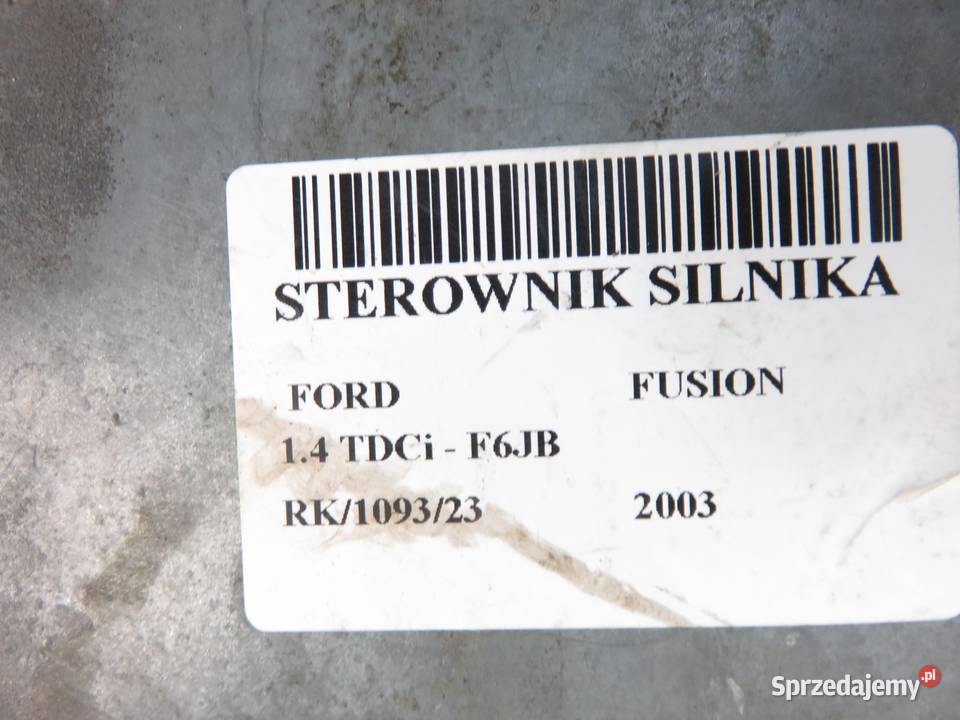 STEROWNIK SILNIKA
FORD FUSION
1.4 TDCi - F6JB
RK/1093/23 2003
Sprzedajemy.pl